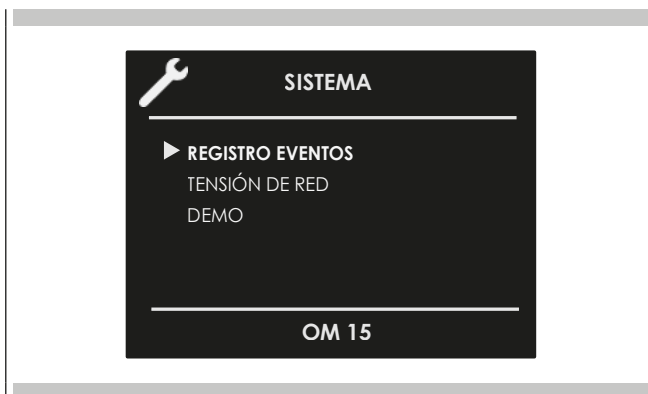 SISTEMA
REGISTRO EVENTOS
TENSIÓN DE RED
DEMO
OM 15